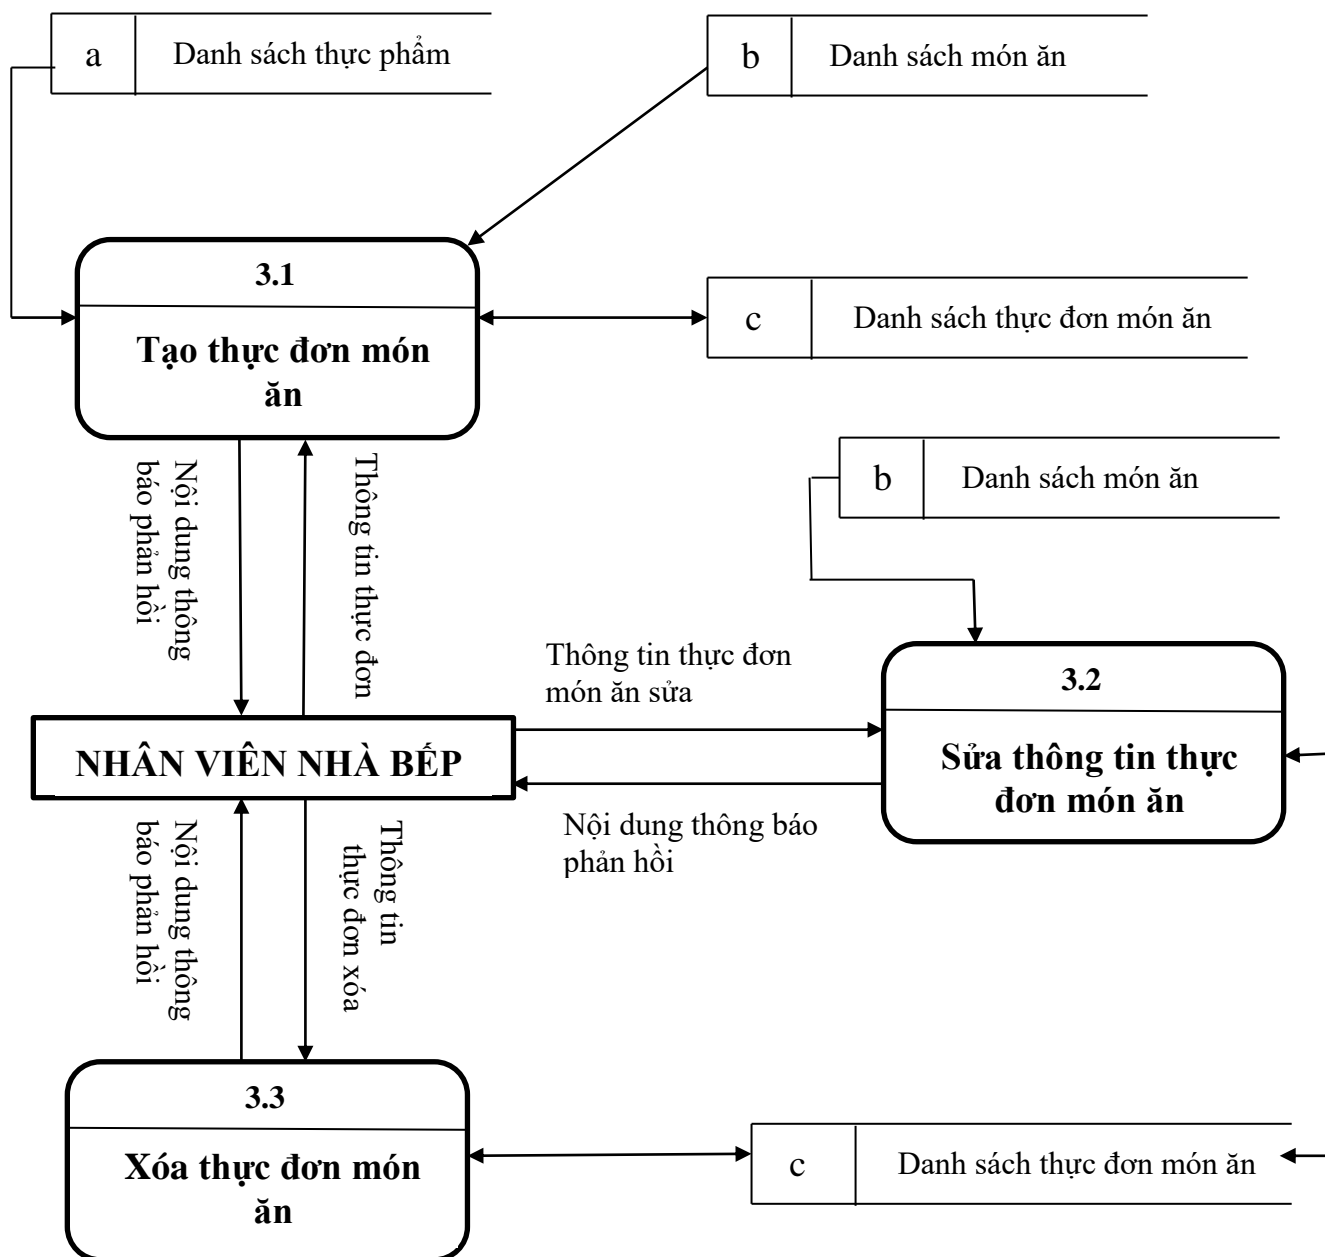 a
Danh sách thực phẩm
b
Danh sách món ăn
3.1
Tạo thực đơn món
ăn
c
Danh sách thực đơn món ăn
Nội dung thông
báo phản hồi
Thông tin thực đơn
b
Danh sách món ăn
Thông tin thực đơn
món ăn sửa
3.2
Sửa thông tin thực
đơn món ăn
NHÂN VIÊN NHÀ BẾP
Nội dung thông báo
phản hồi
Nội dung thông
báo phản hồi
Thông tin
thực đơn xóa
3.3
Xóa thực đơn món
ăn
c
Danh sách thực đơn món ăn